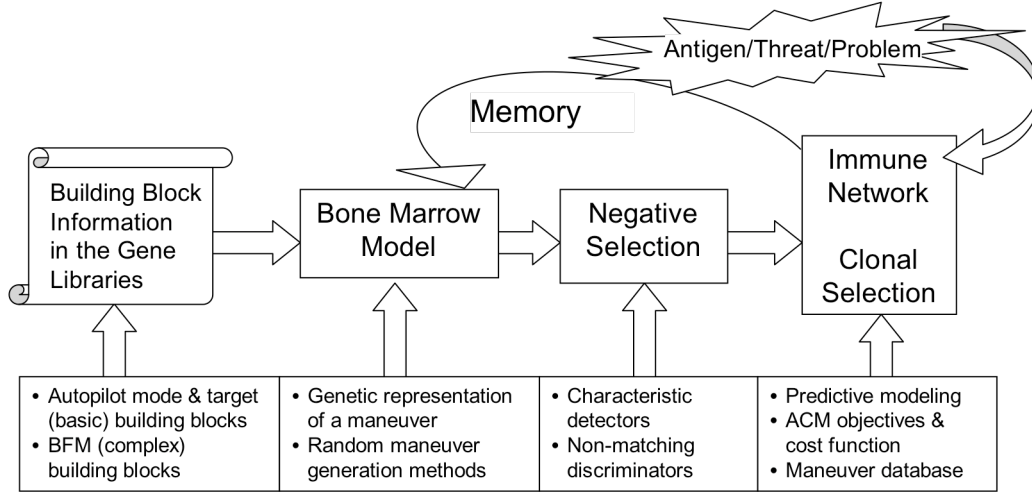 Antigen/Threat/Problem
Memory
Building Block
Information
in the Gene
Libraries
Bone Marrow
Model
Negative
Selection
Immune
Network
Clonal
Selection
• Autopilot mode & target
(basic) building blocks
• BFM (complex)
building blocks
• Genetic representation
of a maneuver
• Random maneuver
generation methods
• Characteristic
detectors
• Non-matching
discriminators
• Predictive modeling
• ACM objectives &
cost function
• Maneuver database